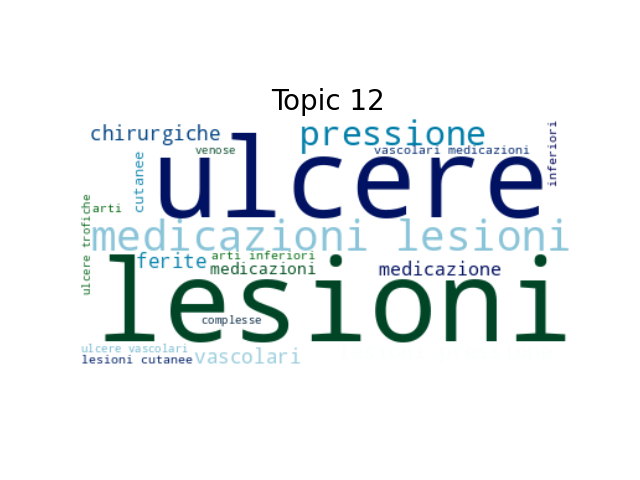 Topic 12
chirurgiche
pressione
inferiori
venose
vascolari medicazioni
cutanee
ulcere
ulcere trofiche
arti
medicazioni lesioni
ferite
arti inferiori
medicazioni
medicazione
lesioni
complesse
ulcere vascolari
lesioni cutanee
vascolari